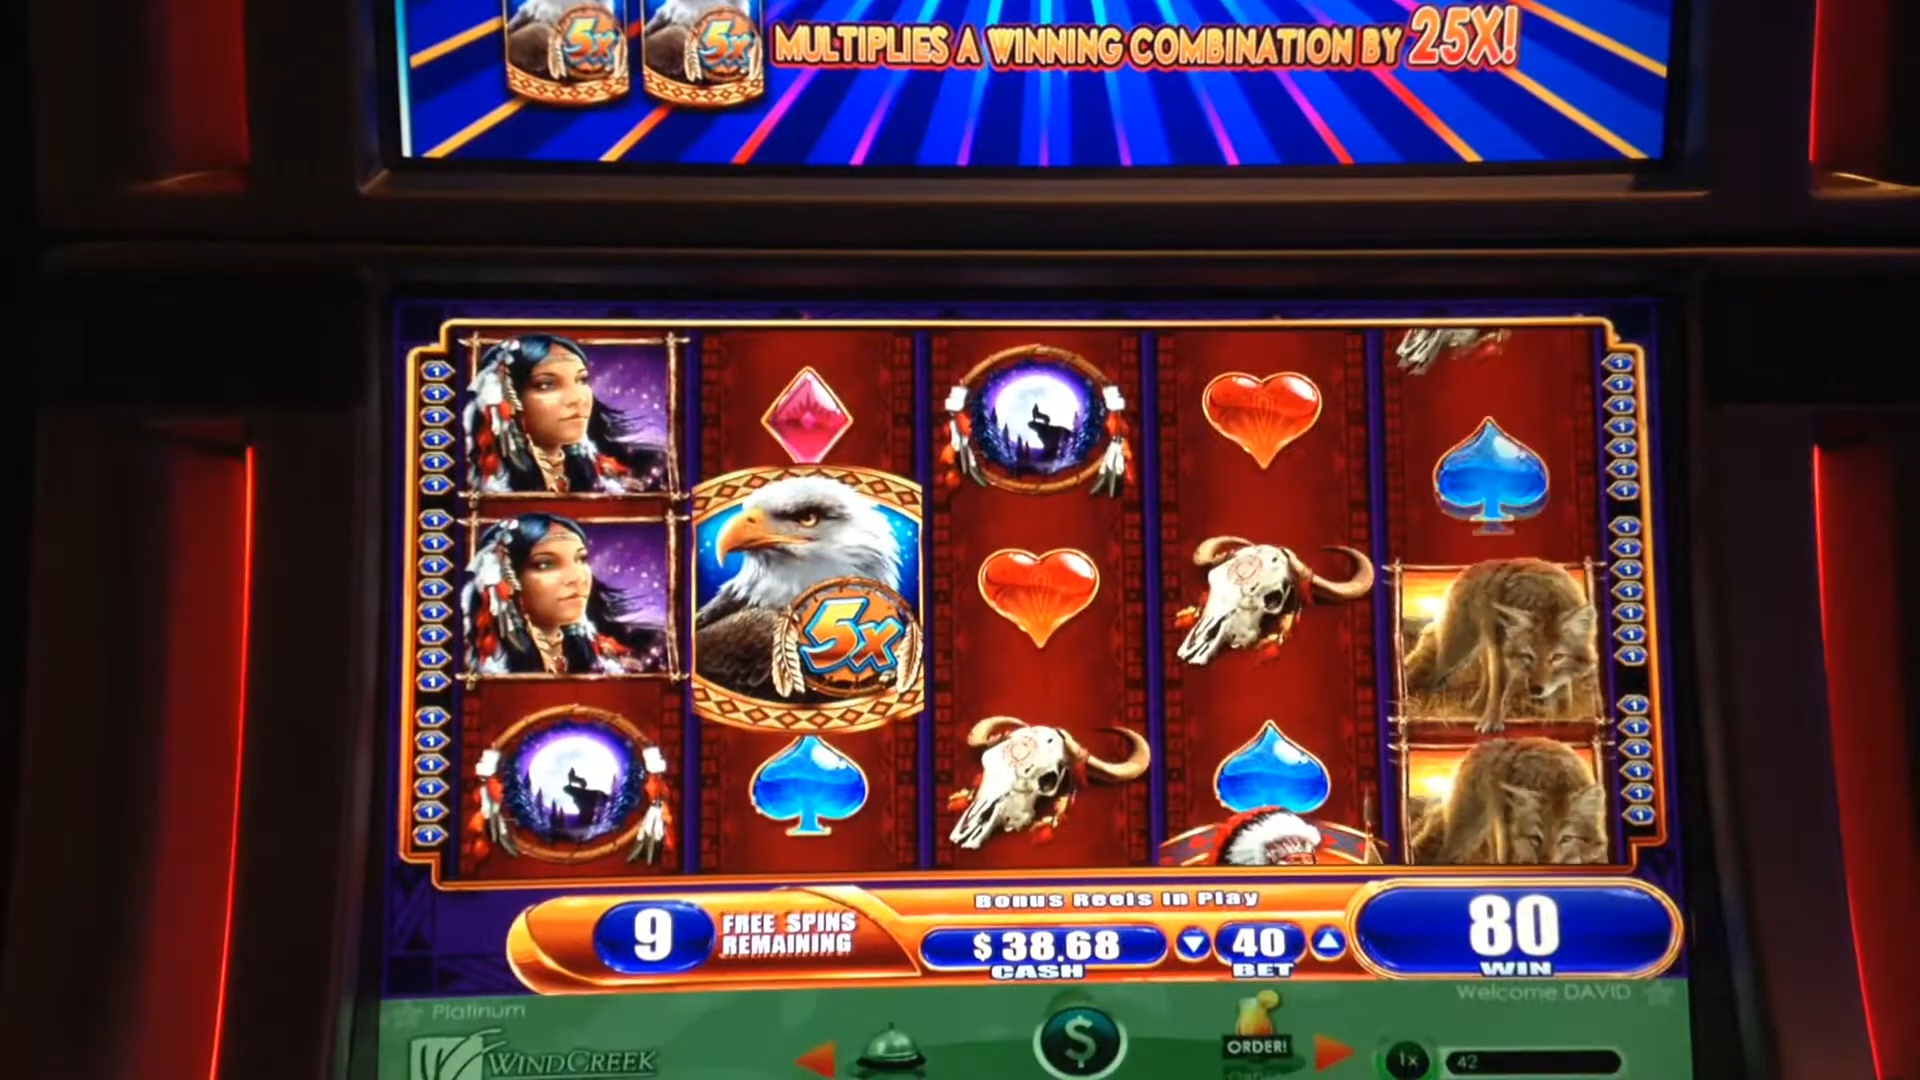 5x 5x MULTIPLIES A WINNING COMBINATION BY 25X!
5x
9 FREE SPINS REMAINING
Bonus Reels In Play
$38.68
CASH
40
BET
80
WIN
Platinum
Welcome DAVID
WINDCREEK
$
ORDER!
1x
42